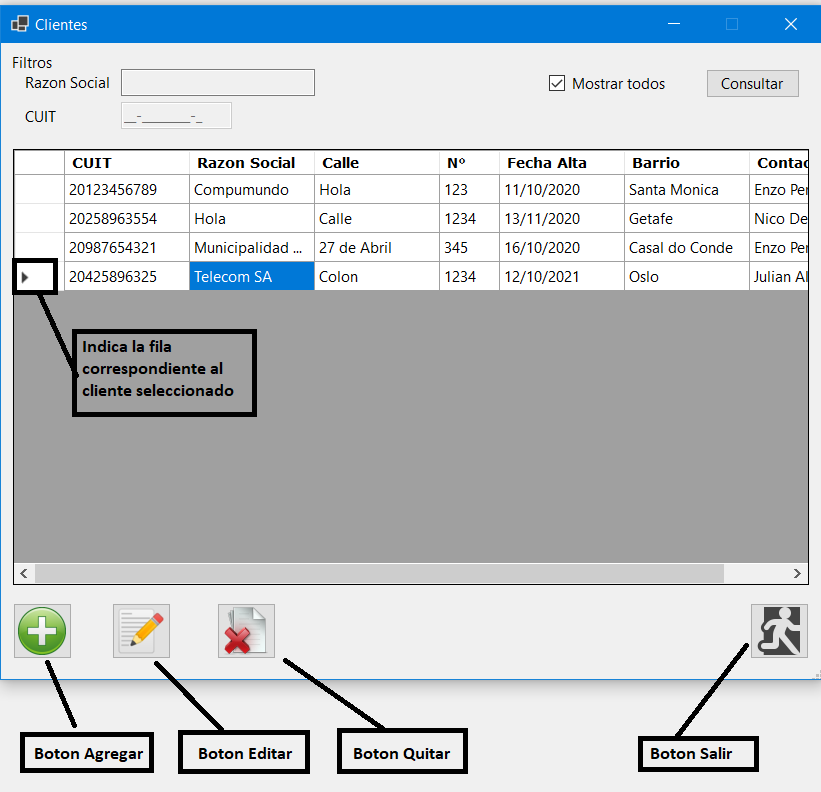 Clientes
Filtros
Razon Social
Mostrar todos
Consultar
CUIT
__-________-_
CUIT Razon Social Calle Nº Fecha Alta Barrio Contac
20123456789 Compumundo Hola 123 11/10/2020 Santa Monica Enzo Per
20258963554 Hola Calle 1234 13/11/2020 Getafe Nico De
20987654321 Municipalidad ... 27 de Abril 345 16/10/2020 Casal do Conde Enzo Per
20425896325 Telecom SA Colon 1234 12/10/2021 Oslo Julian Al
Indica la fila
correspondiente al
cliente seleccionado
Boton Agregar
Boton Editar
Boton Quitar
Boton Salir